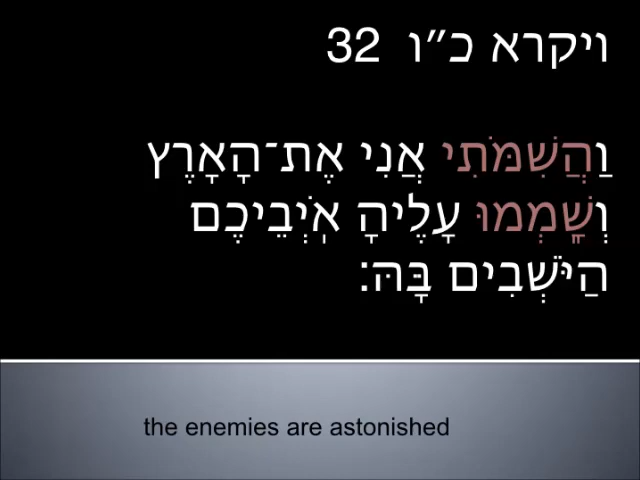 ויקרא כ״ו 32
וַהֲשִׁמֹּתִי אֲנִי אֶת־הָאָרֶץ
וְשָׁמְמוּ עָלֶיהָ אֹיְבֵיכֶם
הַיֹּשְׁבִים בָּהּ׃
the enemies are astonished